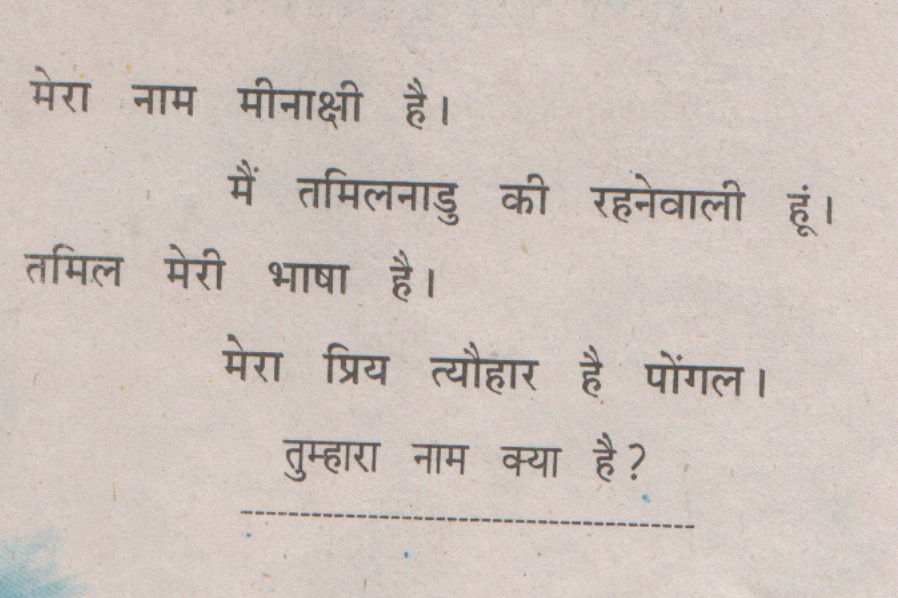 मेरा नाम मीनाक्षी है।
मैं तमिलनाडु की रहनेवाली हूं।
तमिल मेरी भाषा है।
मेरा प्रिय त्यौहार है पोंगल।
तुम्हारा नाम क्या है?